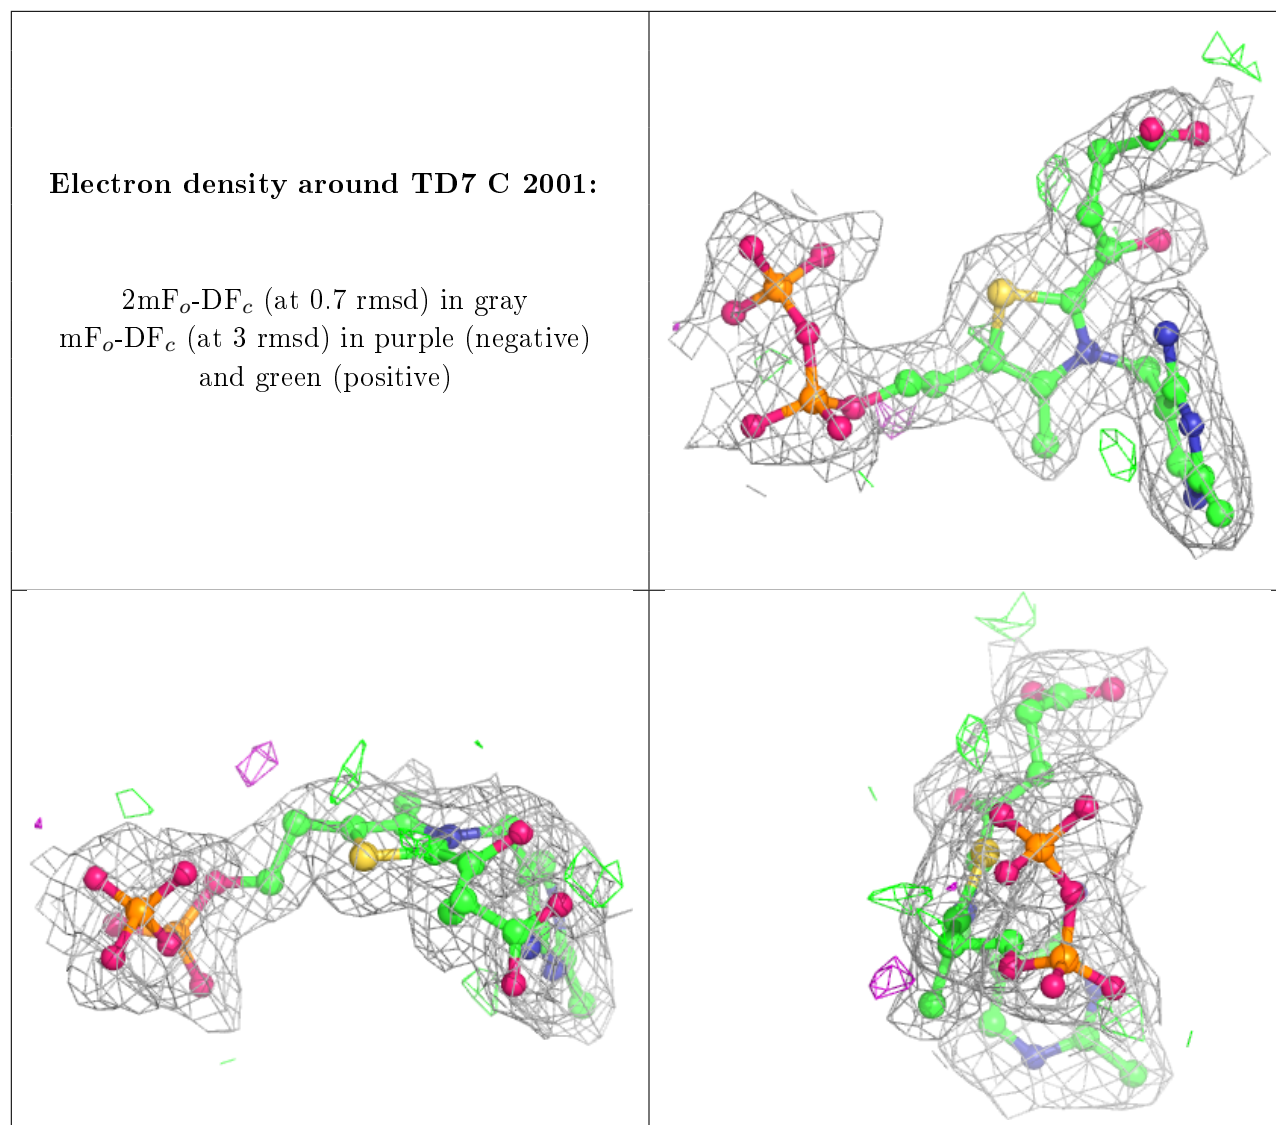 Electron density around TD7 C 2001:
2mFo-DFc (at 0.7 rmsd) in gray
mFo-DFc (at 3 rmsd) in purple (negative)
and green (positive)